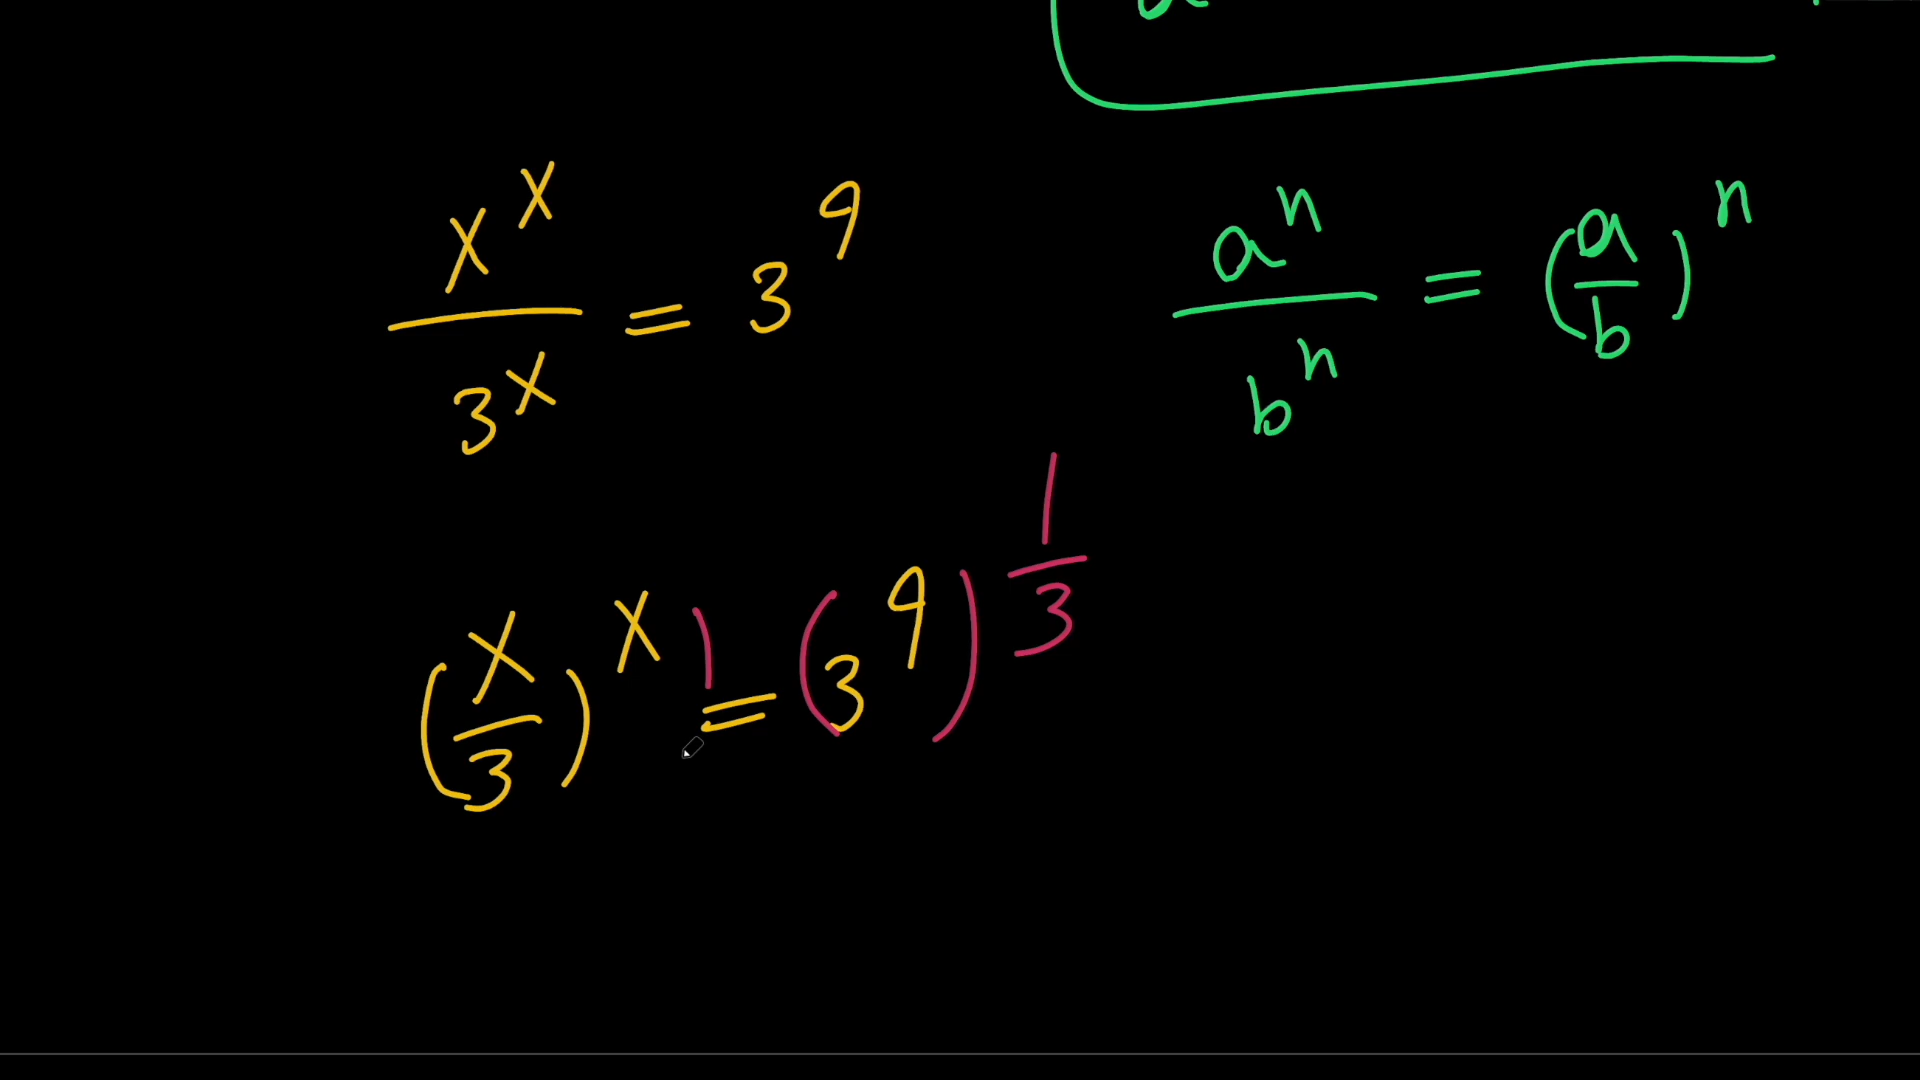 x^x / 3^x = 3^9
a^n / b^n = (a/b)^n
(x/3)^x) = (3^9)^(1/3)